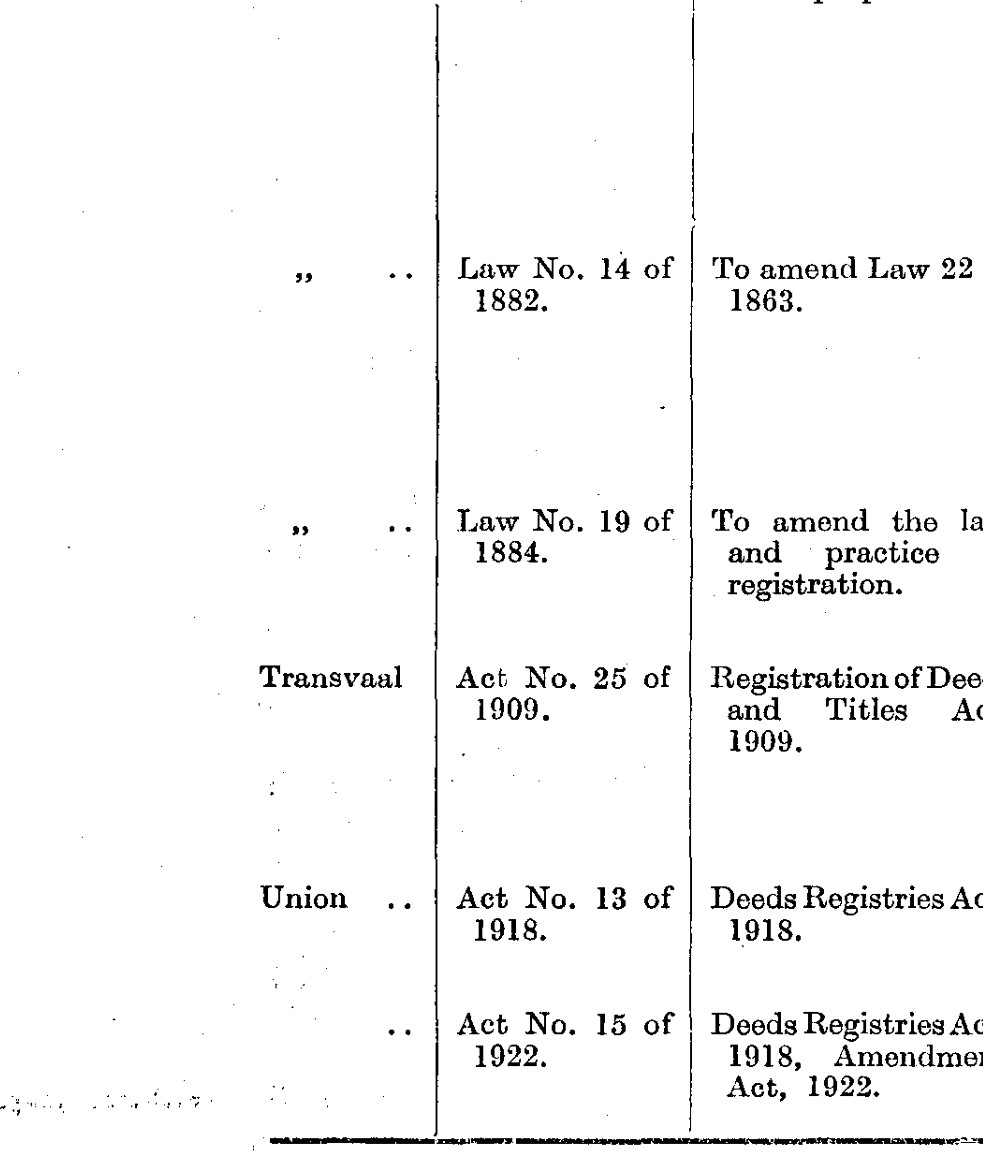 „ .. Law No. 14 of To amend Law 22
1882. 1863.
„ .. Law No. 19 of To amend the la
1884. and practice
registration.
Transvaal Act No. 25 of Registration of Dee
1909. and Titles Ac
1909.
Union .. Act No. 13 of Deeds Registries Ac
1918. 1918.
.. Act No. 15 of Deeds Registries Ac
1922. 1918, Amendmen
Act, 1922.